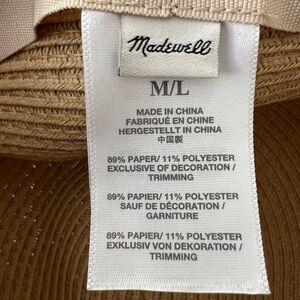 Madewell
M/L
MADE IN CHINA
FABRIQUÉ EN CHINE
HERGESTELLT IN CHINA
中国製
89% PAPER/ 11% POLYESTER
EXCLUSIVE OF DECORATION /
TRIMMING
89% PAPIER/ 11% POLYESTER
SAUF DE DÉCORATION /
GARNITURE
89% PAPIER/ 11% POLYESTER
EXKLUSIV VON DEKORATION /
TRIMMING